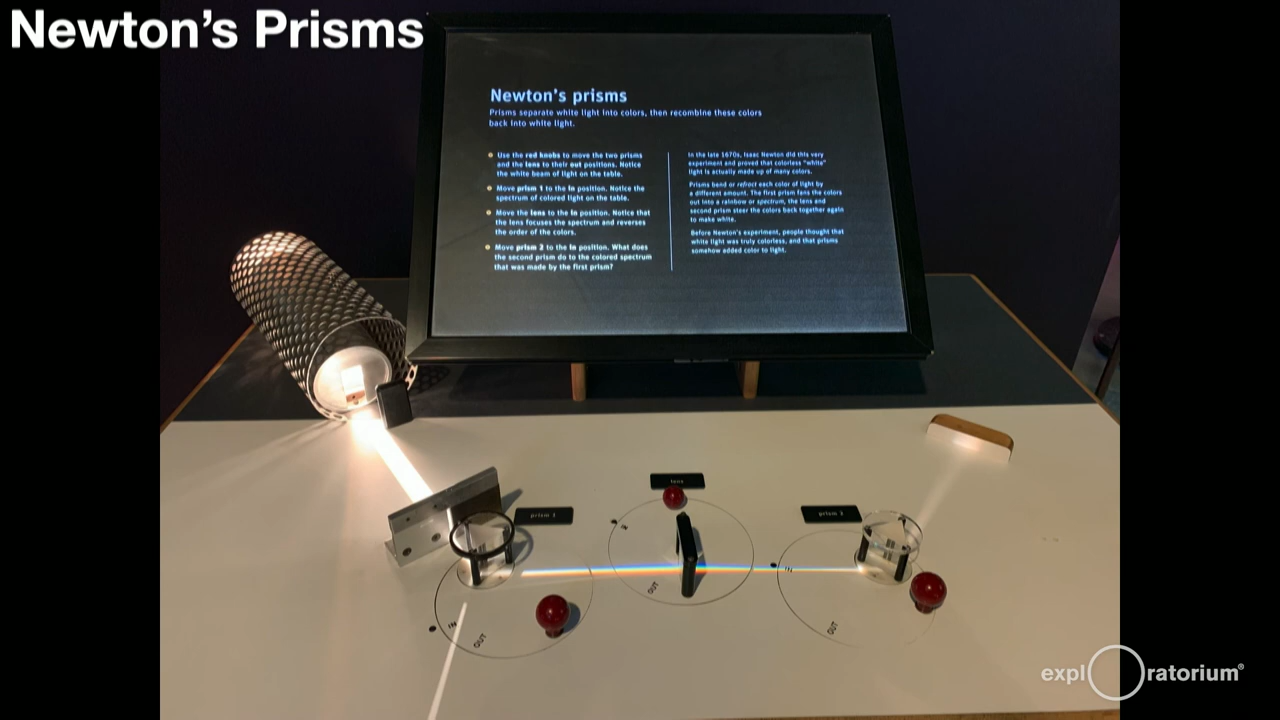 Newton's Prisms
Newton's prisms
Prisms separate white light into colors, then recombine these colors
back into white light.
Use the red knobs to move the two prisms
and the lens to their out positions. Notice
the white beam of light on the table.
Move prism 1 to the in position. Notice the
spectrum of colored light on the table.
Move the lens to the in position. Notice that
the lens focuses the spectrum and reverses
the order of the colors.
Move prism 2 to the in position. What does
the second prism do to the colored spectrum
that was made by the first prism?
In the late 1670s, Isaac Newton did this very
experiment and proved that colorless "white"
light is actually made up of many colors.
Prisms bend or refract each color of light by
a different amount. The first prism fans the colors
out into a rainbow or spectrum, the lens and
second prism steer the colors back together again
to make white.
Before Newton's experiment, people thought that
white light was truly colorless, and that prisms
somehow added color to light.
lens
prism 1
prism 2
IN
IN
OUT
IN
OUT
OUT
expl ratorium®